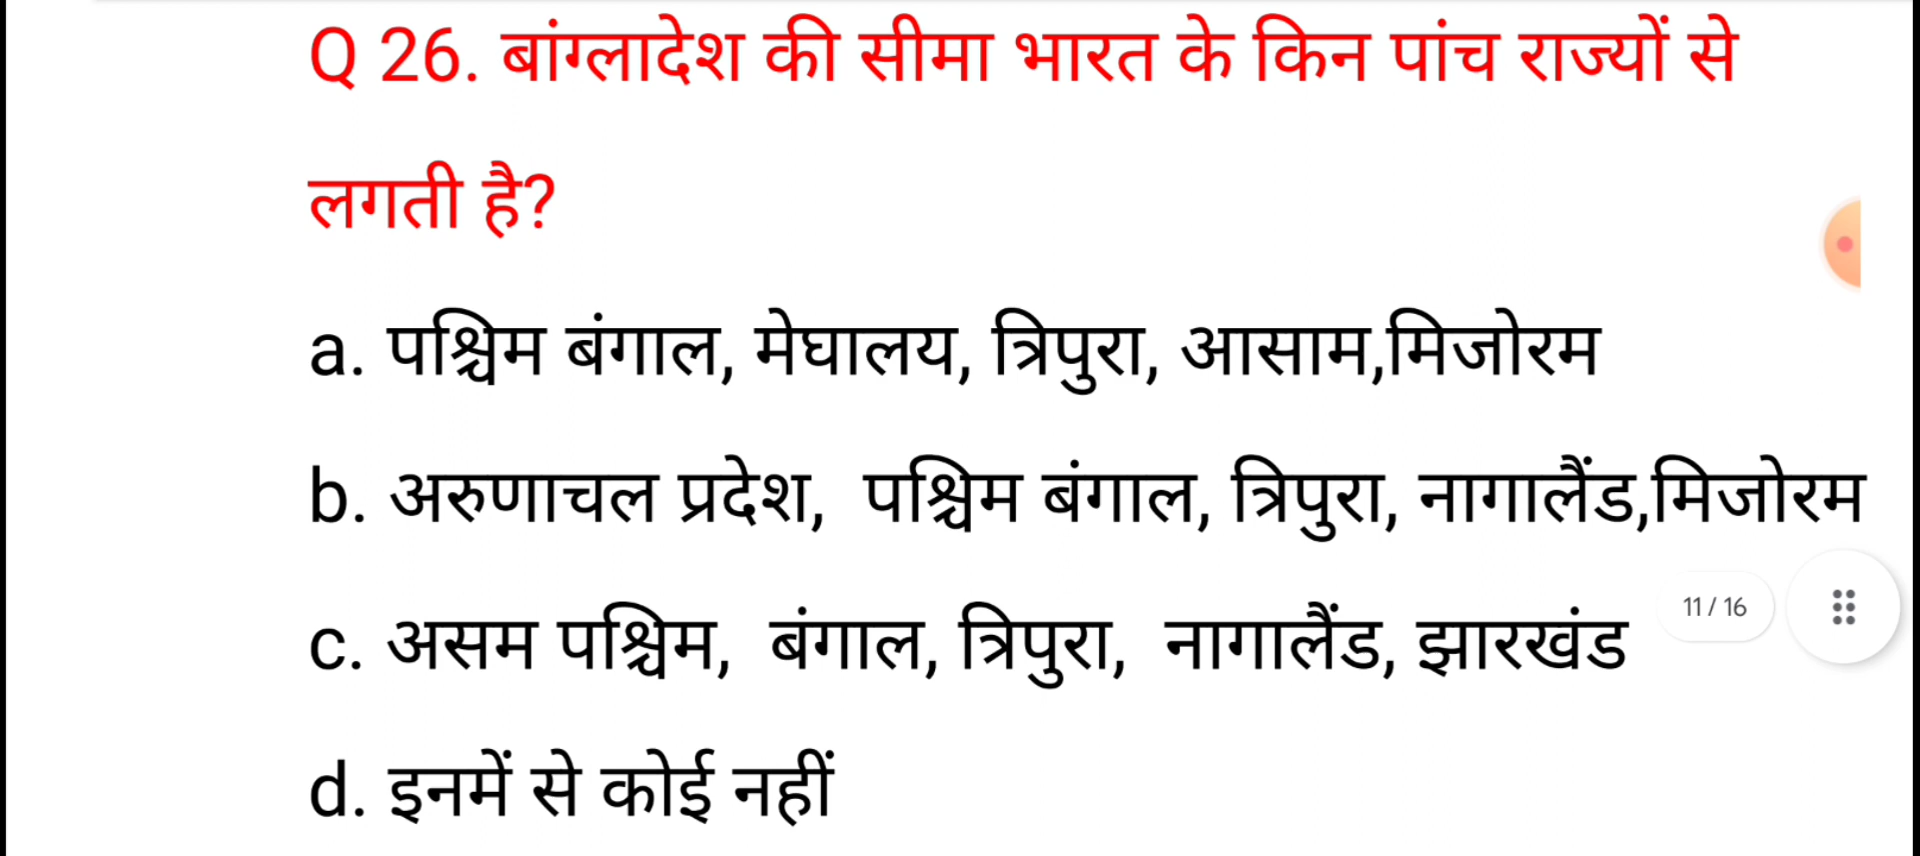 Q 26. बांग्लादेश की सीमा भारत के किन पांच राज्यों से
लगती है?
a. पश्चिम बंगाल, मेघालय, त्रिपुरा, आसाम,मिजोरम
b. अरुणाचल प्रदेश, पश्चिम बंगाल, त्रिपुरा, नागालैंड,मिजोरम
11 / 16
c. असम पश्चिम, बंगाल, त्रिपुरा, नागालैंड, झारखंड
d. इनमें से कोई नहीं